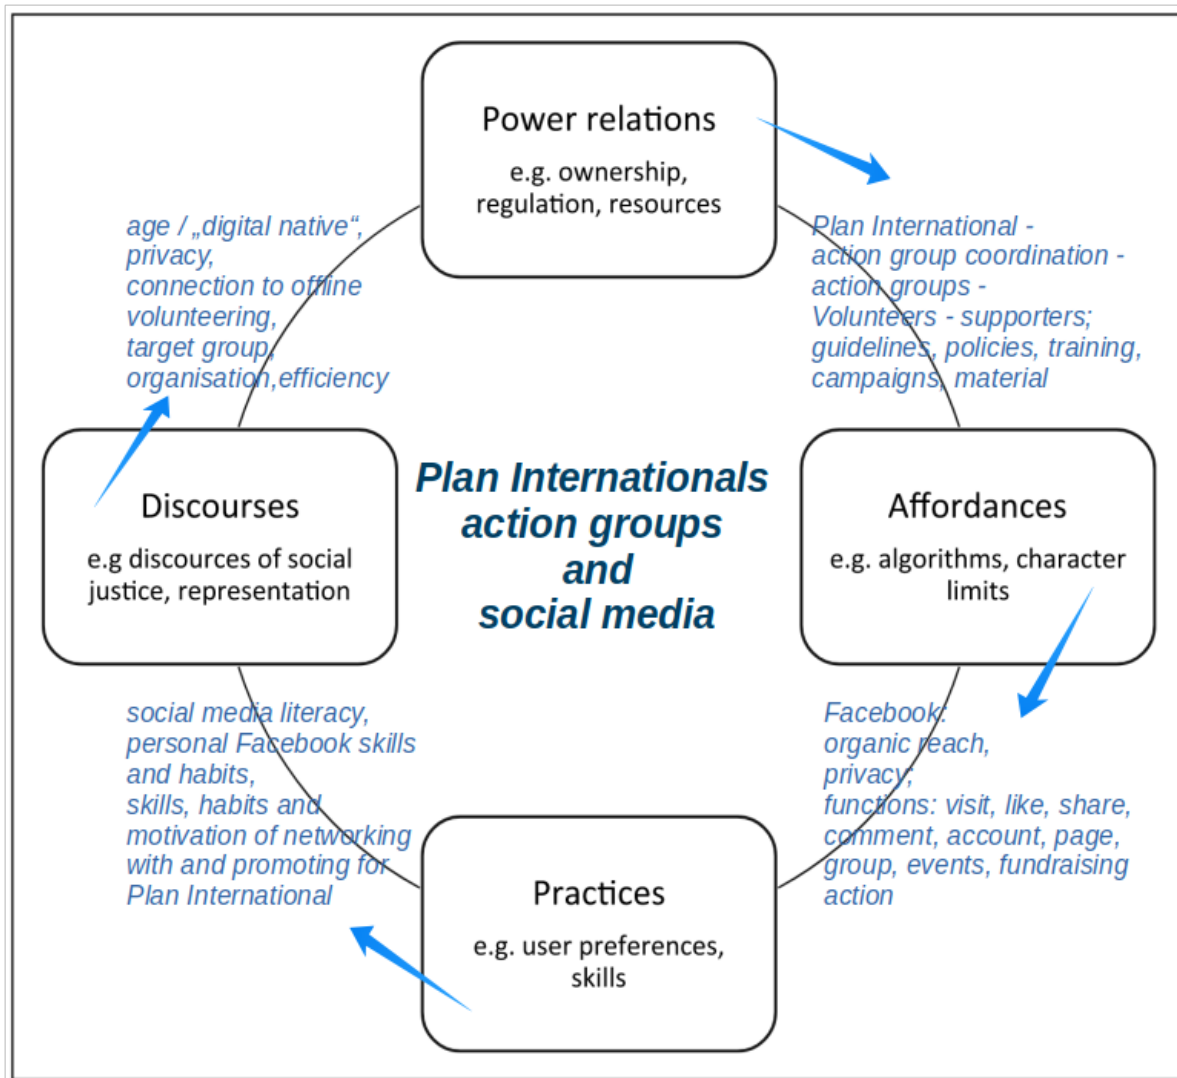 Power relations
e.g. ownership,
regulation, resources
age / „digital native“,
privacy,
connection to offline
volunteering,
target group,
organisation,efficiency
Plan International -
action group coordination -
action groups -
Volunteers - supporters;
guidelines, policies, training,
campaigns, material
Discourses
e.g discources of social
justice, representation
Plan Internationals
action groups
and
social media
Affordances
e.g. algorithms, character
limits
social media literacy,
personal Facebook skills
and habits,
skills, habits and
motivation of networking
with and promoting for
Plan International
Facebook:
organic reach,
privacy;
functions: visit, like, share,
comment, account, page,
group, events, fundraising
action
Practices
e.g. user preferences,
skills